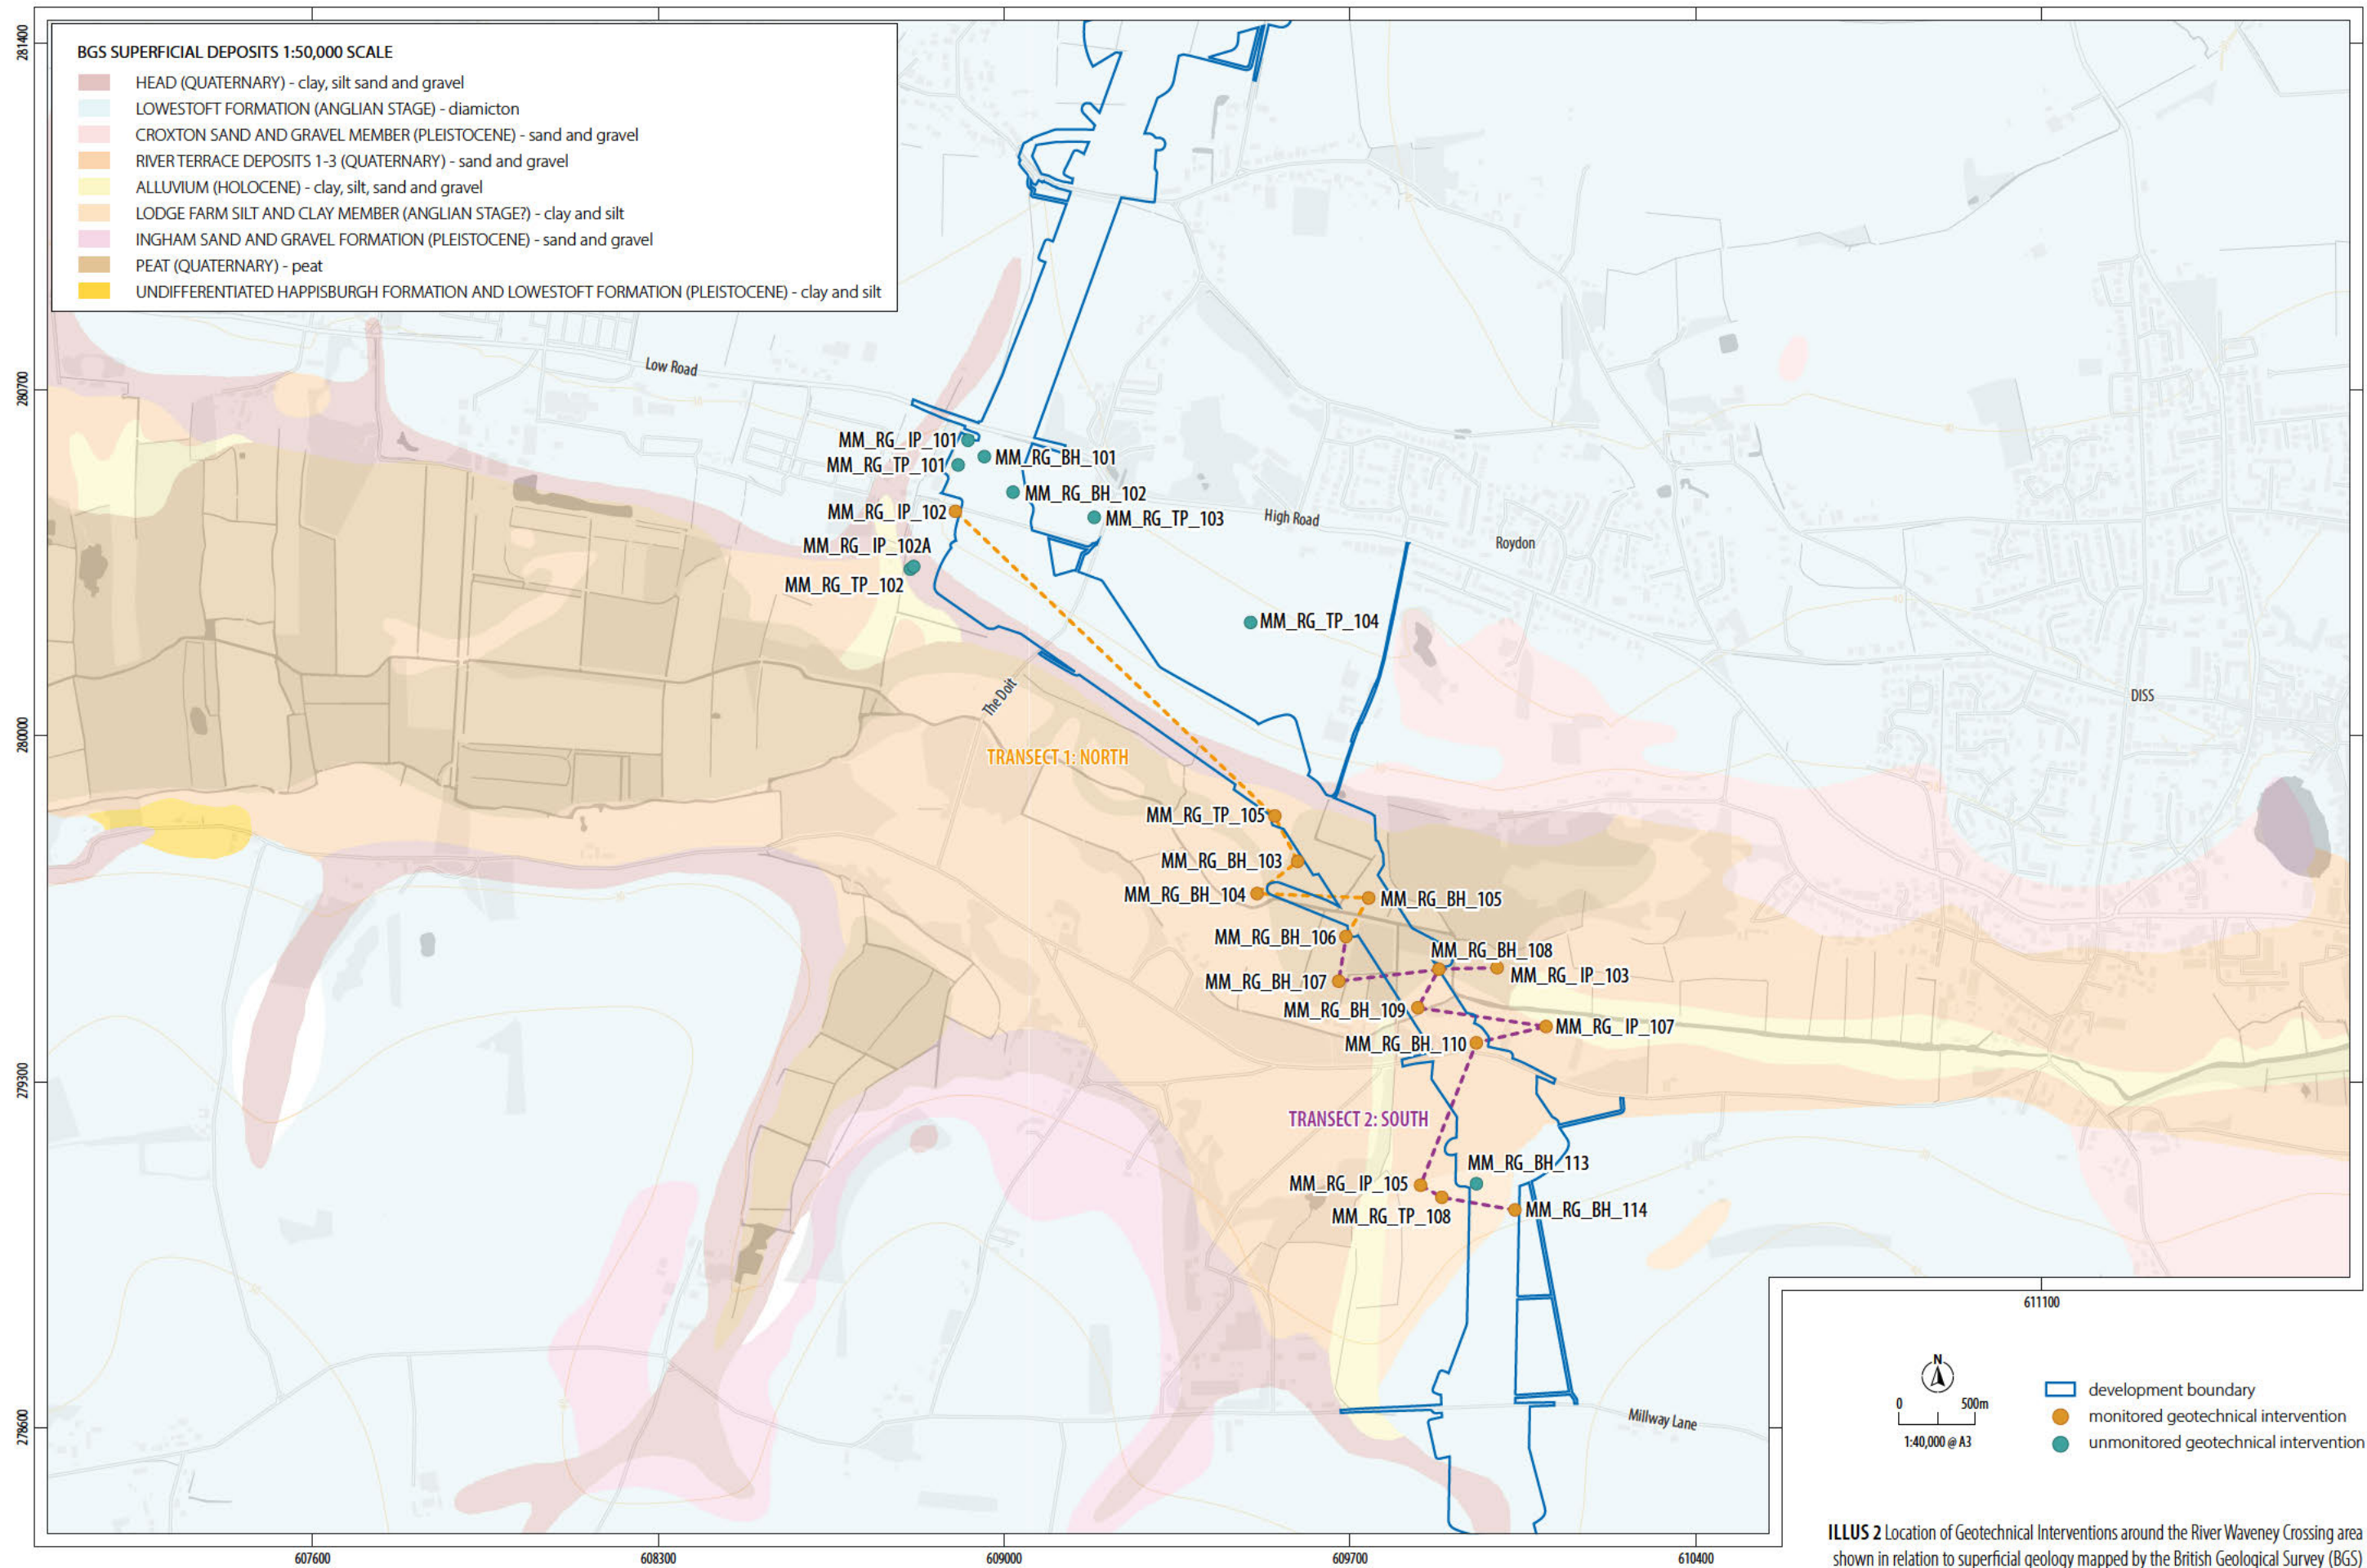 BGS SUPERFICIAL DEPOSITS 1:50,000 SCALE
HEAD (QUATERNARY) - clay, silt sand and gravel
LOWESTOFT FORMATION (ANGLIAN STAGE) - diamicton
CROXTON SAND AND GRAVEL MEMBER (PLEISTOCENE) - sand and gravel
RIVER TERRACE DEPOSITS 1-3 (QUATERNARY) - sand and gravel
ALLUVIUM (HOLOCENE) - clay, silt, sand and gravel
LODGE FARM SILT AND CLAY MEMBER (ANGLIAN STAGE?) - clay and silt
INGHAM SAND AND GRAVEL FORMATION (PLEISTOCENE) - sand and gravel
PEAT (QUATERNARY) - peat
UNDIFFERENTIATED HAPPISBURGH FORMATION AND LOWESTOFT FORMATION (PLEISTOCENE) - clay and silt
281400
280700
280000
279300
278600
Low Road
MM_RG_IP_101
MM_RG_BH_101
MM_RG_TP_101
MM_RG_BH_102
MM_RG_IP_102
MM_RG_TP_103
High Road
Roydon
MM_RG_IP_102A
MM_RG_TP_102
MM_RG_TP_104
The Doit
DISS
TRANSECT 1: NORTH
MM_RG_TP_105
MM_RG_BH_103
MM_RG_BH_104
MM_RG_BH_105
MM_RG_BH_106
MM_RG_BH_108
MM_RG_IP_103
MM_RG_BH_107
MM_RG_BH_109
MM_RG_IP_107
MM_RG_BH_110
TRANSECT 2: SOUTH
MM_RG_BH_113
MM_RG_IP_105
MM_RG_BH_114
MM_RG_TP_108
Millway Lane
611100
N
0 500m
1:40,000 @ A3
development boundary
monitored geotechnical intervention
unmonitored geotechnical intervention
ILLUS 2 Location of Geotechnical Interventions around the River Waveney Crossing area
shown in relation to superficial geology mapped by the British Geological Survey (BGS)
607600
608300
609000
609700
610400